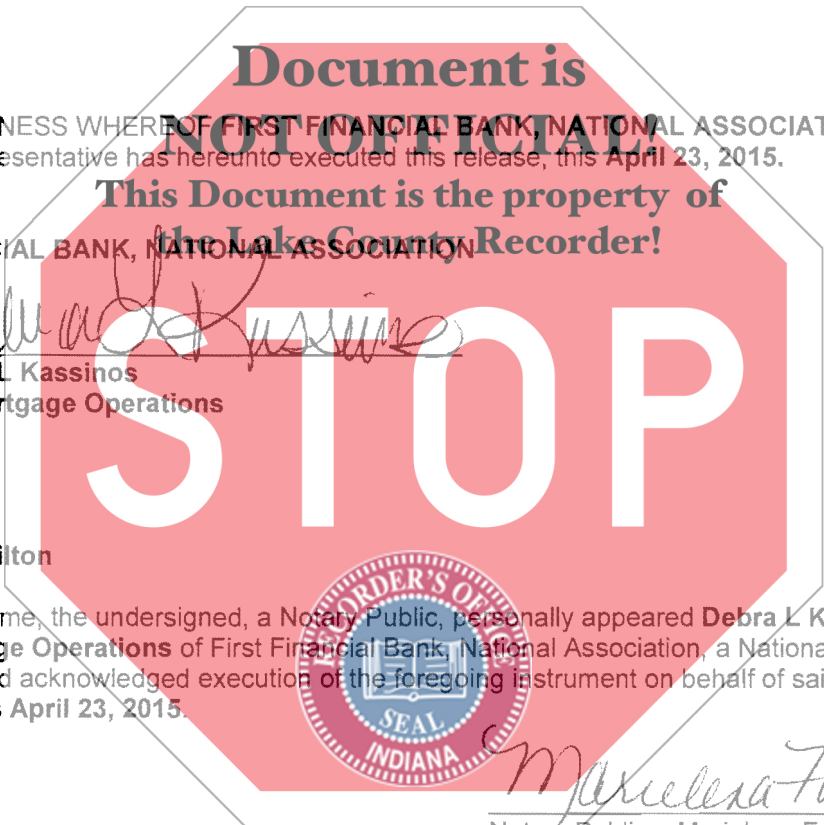 Document is
NESS WHEREOF FIRST FINANCIAL BANK, NATIONAL ASSOCIAT
NOT OFFICIAL!
esentative has hereunto executed this release, this April 23, 2015.
This Document is the property of
the Lake County Recorder!
IAL BANK, NATIONAL ASSOCIATION
L Kassinos
rtgage Operations
STOP
ilton
me, the undersigned, a Notary Public, personally appeared Debra L K
ge Operations of First Financial Bank, National Association, a Nationa
d acknowledged execution of the foregoing instrument on behalf of sai
s April 23, 2015.
RECORDER'S OFFICE
SEAL
INDIANA
Marielena